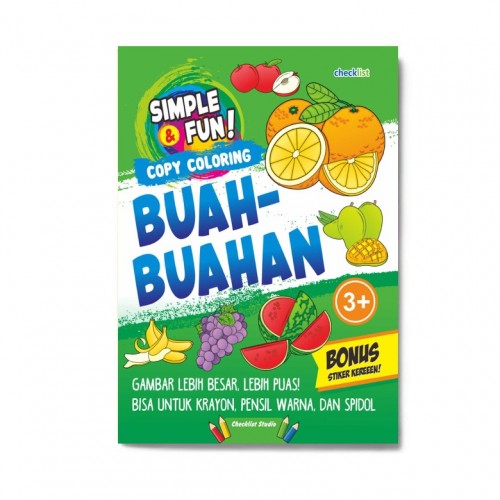 checklist
SIMPLE
& FUN!
COPY COLORING
BUAH-
BUAHAN
3+
BONUS
STIKER KEREEEN!
GAMBAR LEBIH BESAR, LEBIH PUAS!
BISA UNTUK KRAYON, PENSIL WARNA, DAN SPIDOL
Checklist Studio